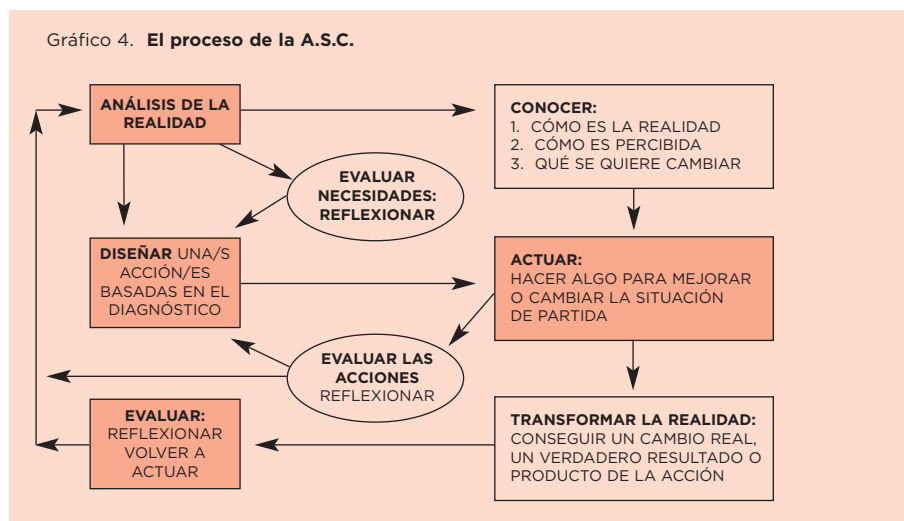 Gráfico 4. El proceso de la A.S.C.
ANÁLISIS DE LA
REALIDAD
CONOCER:
1. CÓMO ES LA REALIDAD
2. CÓMO ES PERCIBIDA
3. QUÉ SE QUIERE CAMBIAR
EVALUAR
NECESIDADES:
REFLEXIONAR
DISEÑAR UNA/S
ACCIÓN/ES
BASADAS EN EL
DIAGNÓSTICO
ACTUAR:
HACER ALGO PARA MEJORAR
O CAMBIAR LA SITUACIÓN
DE PARTIDA
EVALUAR LAS
ACCIONES
REFLEXIONAR
EVALUAR:
REFLEXIONAR
VOLVER A
ACTUAR
TRANSFORMAR LA REALIDAD:
CONSEGUIR UN CAMBIO REAL,
UN VERDADERO RESULTADO O
PRODUCTO DE LA ACCIÓN